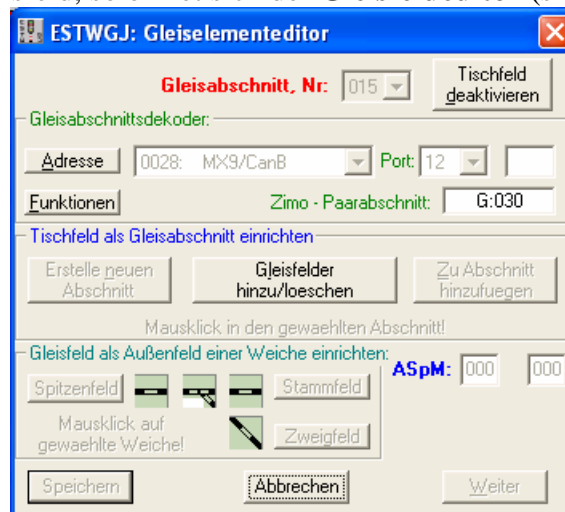 ESTWGJ: Gleiselementeditor
Gleisabschnitt, Nr: 015
Tischfeld
deaktivieren
Gleisabschnittsdekoder:
Adresse 0028: MX9/CanB Port: 12
Funktionen Zimo - Paarabschnitt: G:030
Tischfeld als Gleisabschnitt einrichten
Erstelle neuen
Abschnitt
Gleisfelder
hinzu/loeschen
Zu Abschnitt
hinzufuegen
Mausklick in den gewaehlten Abschnitt!
Gleisfeld als Außenfeld einer Weiche einrichten:
ASpM: 000 000
Spitzenfeld Stammfeld
Mausklick auf
gewaehlte Weiche!
Zweigfeld
Speichern Abbrechen Weiter